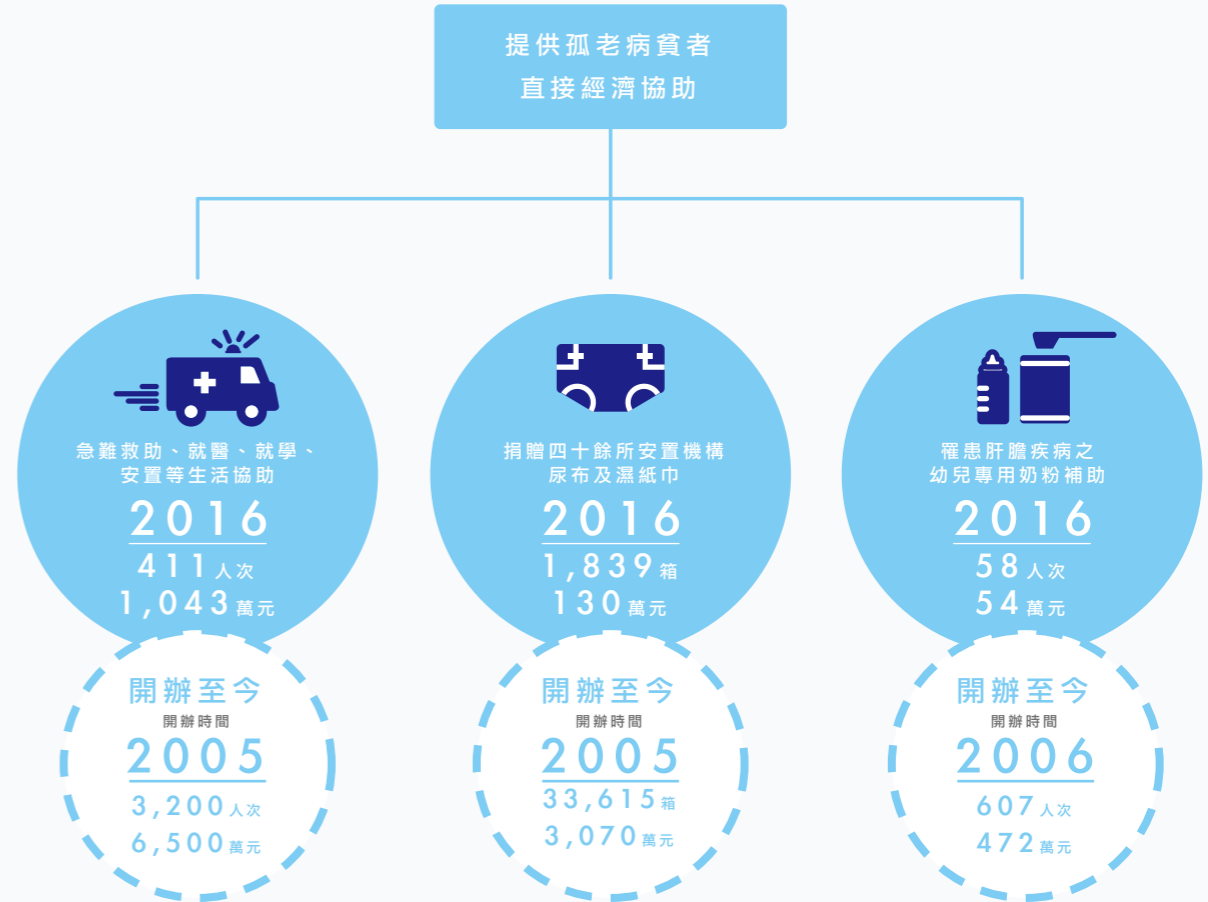 提供孤老病貧者
直接經濟協助
急難救助、就醫、就學、
安置等生活協助
2016
411人次
1,043萬元
開辦至今
開辦時間
2005
3,200人次
6,500萬元
捐贈四十餘所安置機構
尿布及濕紙巾
2016
1,839箱
130萬元
開辦至今
開辦時間
2005
33,615箱
3,070萬元
罹患肝膽疾病之
幼兒專用奶粉補助
2016
58人次
54萬元
開辦至今
開辦時間
2006
607人次
472萬元